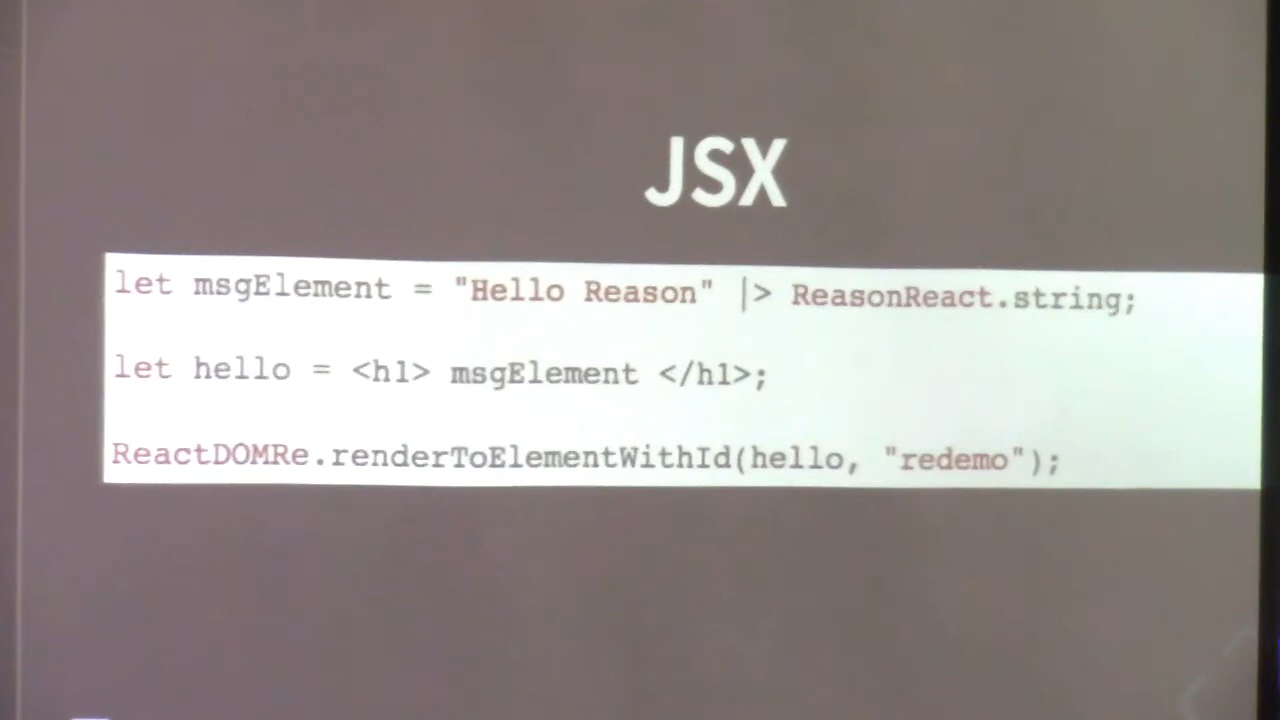 JSX
let msgElement = "Hello Reason" |> ReasonReact.string;
let hello = <h1> msgElement </h1>;
ReactDOMRe.renderToElementWithId(hello, "redemo");